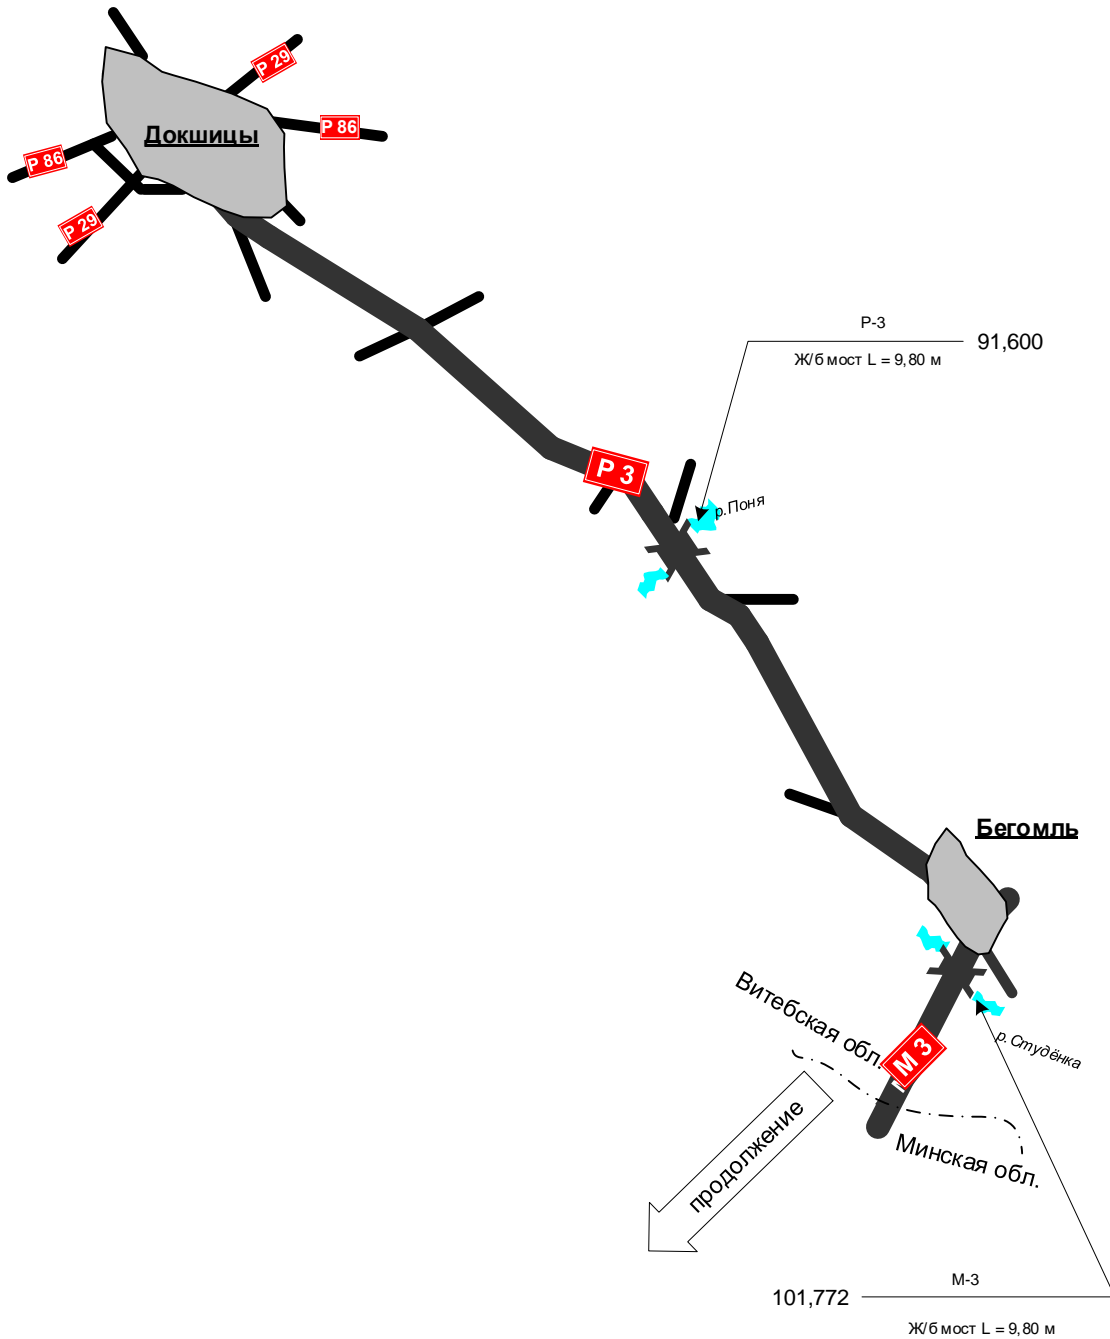 Р 29
Докшицы
Р 86
Р 86
Р 29
Р-3
91,600
Ж/б мост L = 9,80 м
Р 3
р.Поня
Бегомль
Витебская обл.
р.Студёнка
М 3
продолжение
Минская обл.
М-3
101,772
Ж/б мост L = 9,80 м